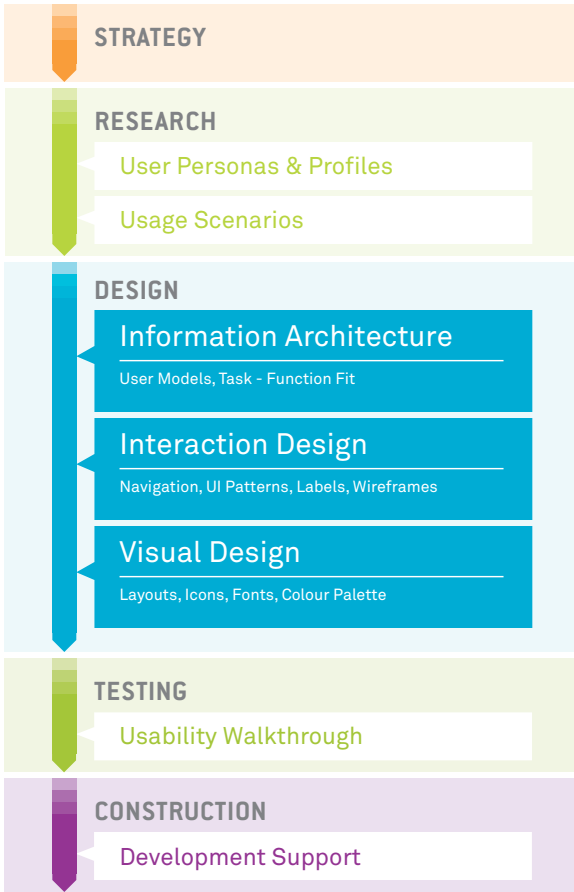 STRATEGY
RESEARCH
User Personas & Profiles
Usage Scenarios
DESIGN
Information Architecture
User Models, Task - Function Fit
Interaction Design
Navigation, UI Patterns, Labels, Wireframes
Visual Design
Layouts, Icons, Fonts, Colour Palette
TESTING
Usability Walkthrough
CONSTRUCTION
Development Support